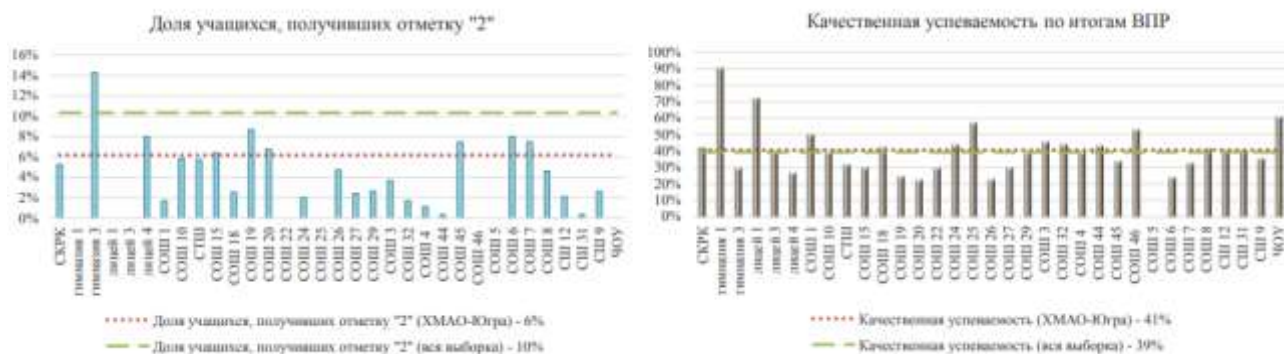 Доля учащихся, получивших отметку "2"
16%
14%
12%
10%
8%
6%
4%
2%
0%
СКРК
гимназия 1
гимназия 3
лицей 1
лицей 3
лицей 4
СОШ 1
СОШ 10
СТШ
СОШ 15
СОШ 18
СОШ 19
СОШ 20
СОШ 22
СОШ 24
СОШ 25
СОШ 26
СОШ 27
СОШ 29
СОШ 3
СОШ 32
СОШ 4
СОШ 44
СОШ 45
СОШ 46
СОШ 5
СОШ 6
СОШ 7
СОШ 8
СШ 12
СШ 31
СШ 9
ЧОУ
Доля учащихся, получивших отметку "2" (ХМАО-Югра) - 6%
Доля учащихся, получивших отметку "2" (вся выборка) - 10%
Качественная успеваемость по итогам ВПР
100%
90%
80%
70%
60%
50%
40%
30%
20%
10%
0%
СКРК
гимназия 1
гимназия 3
лицей 1
лицей 3
лицей 4
СОШ 1
СОШ 10
СТШ
СОШ 15
СОШ 18
СОШ 19
СОШ 20
СОШ 22
СОШ 24
СОШ 25
СОШ 26
СОШ 27
СОШ 29
СОШ 3
СОШ 32
СОШ 4
СОШ 44
СОШ 45
СОШ 46
СОШ 5
СОШ 6
СОШ 7
СОШ 8
СШ 12
СШ 31
СШ 9
ЧОУ
Качественная успеваемость (ХМАО-Югра) - 41%
Качественная успеваемость (вся выборка) - 39%